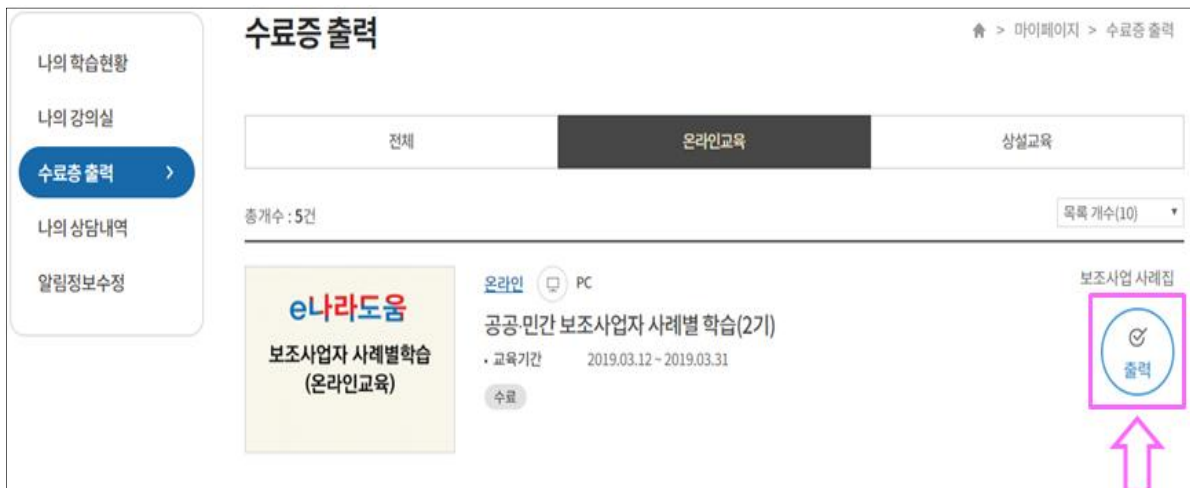 나의 학습현황
나의 강의실
수료증 출력 >
나의 상담내역
알림정보수정
수료증 출력
> 마이페이지 > 수료증 출력
전체
온라인교육
상설교육
총개수 : 5건
목록 개수(10)
e나라도움
보조사업자 사례별학습
(온라인교육)
온라인 PC
공공·민간 보조사업자 사례별 학습(2기)
• 교육기간 2019.03.12 ~ 2019.03.31
수료
보조사업 사례집
출력